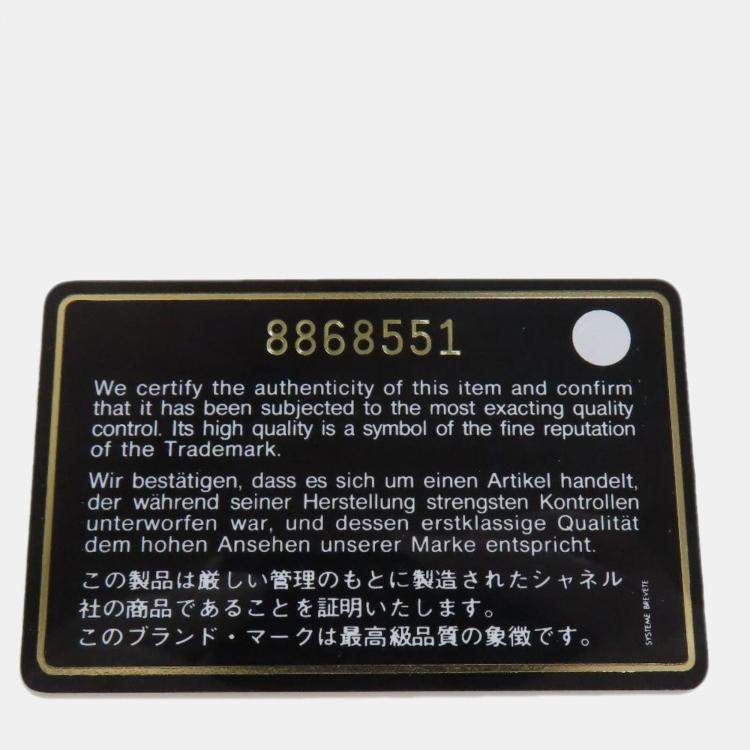 8868551
We certify the authenticity of this item and confirm
that it has been subjected to the most exacting quality
control. Its high quality is a symbol of the fine reputation
of the Trademark.
Wir bestätigen, dass es sich um einen Artikel handelt,
der während seiner Herstellung strengsten Kontrollen
unterworfen war, und dessen erstklassige Qualität
dem hohen Ansehen unserer Marke entspricht.
この製品は厳しい管理のもとに製造されたシャネル
社の商品であることを証明いたします。
このブランド・マークは最高級品質の象徴です。
SYSTEME BREVETE